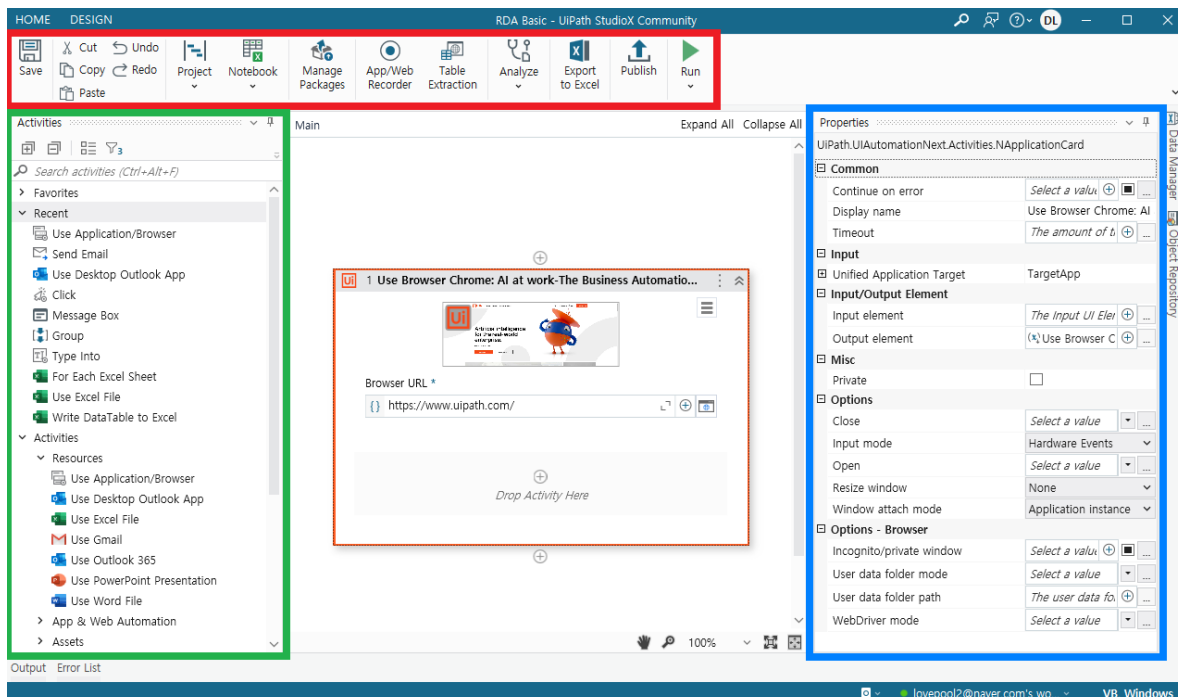 HOME DESIGN RDA Basic - UiPath StudioX Community DL
Save Cut Undo Copy Redo Paste Project Notebook Manage Packages App/Web Recorder Table Extraction Analyze Export to Excel Publish Run
Activities
Search activities (Ctrl+Alt+F)
Favorites
Recent
Use Application/Browser
Send Email
Use Desktop Outlook App
Click
Message Box
Group
Type Into
For Each Excel Sheet
Use Excel File
Write DataTable to Excel
Activities
Resources
Use Application/Browser
Use Desktop Outlook App
Use Excel File
Use Gmail
Use Outlook 365
Use PowerPoint Presentation
Use Word File
App & Web Automation
Assets
Main Expand All Collapse All
Ui 1 Use Browser Chrome: AI at work-The Business Automatio...
Ui
Artificial intelligence
for the real-world
enterprise.
Browser URL *
{} https://www.uipath.com/
Drop Activity Here
100%
Properties
UiPath.UIAutomationNext.Activities.NApplicationCard
Common
Continue on error Select a valu ...
Display name Use Browser Chrome: AI
Timeout The amount of t ...
Input
Unified Application Target TargetApp
Input/Output Element
Input element The Input UI Eler ...
Output element (x) Use Browser C ...
Misc
Private
Options
Close Select a value ...
Input mode Hardware Events
Open Select a value ...
Resize window None
Window attach mode Application instance
Options - Browser
Incognito/private window Select a valu ...
User data folder mode Select a value ...
User data folder path The user data fo ...
WebDriver mode Select a value ...
Data Manager
Object Repository
Output Error List
lovepool2@naver.com's wo VB Windows